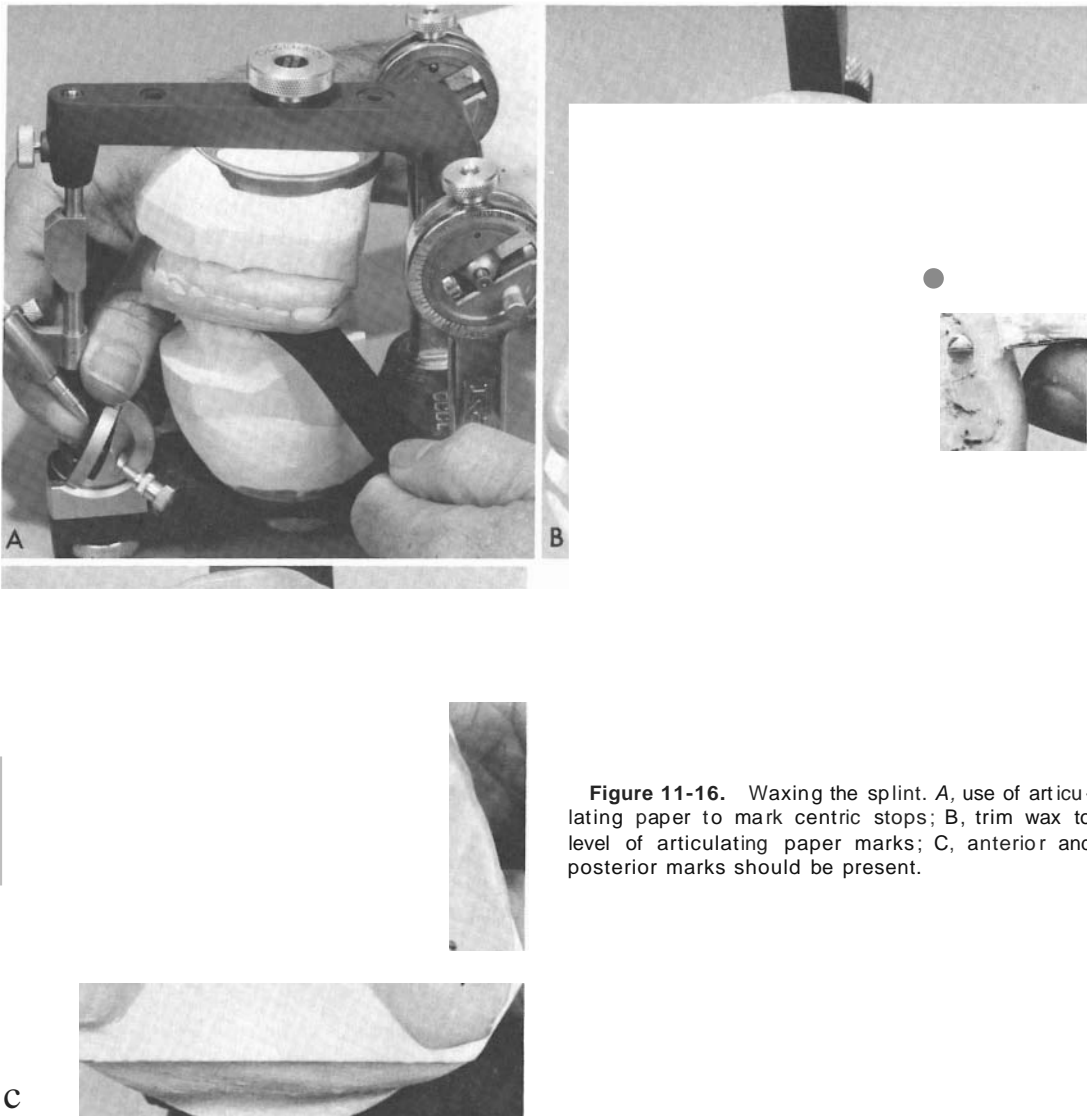 A
B
Figure 11-16. Waxing the splint. A, use of articu-
lating paper to mark centric stops; B, trim wax to
level of articulating paper marks; C, anterior and
posterior marks should be present.
c